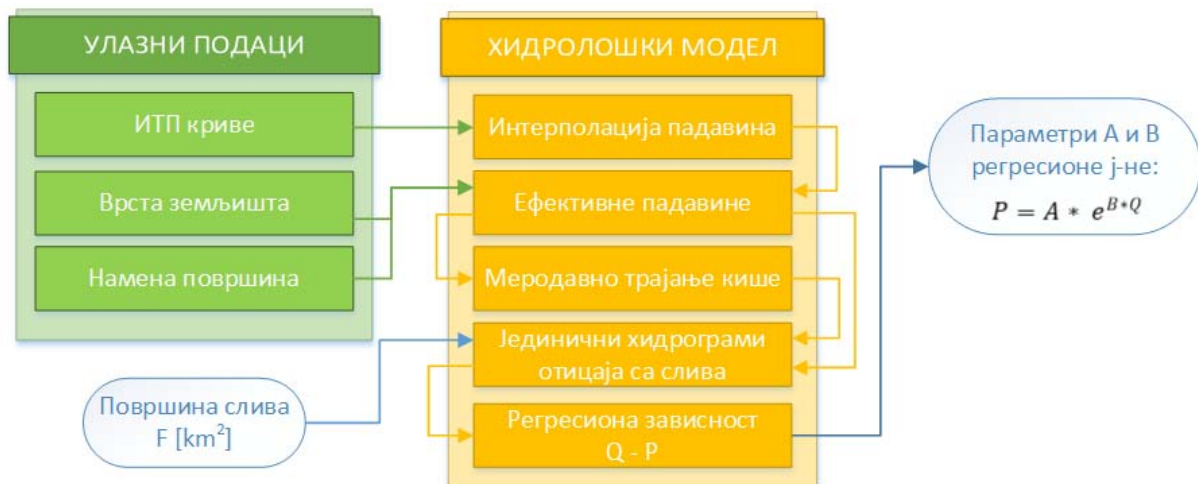 УЛАЗНИ ПОДАЦИ
ИТП криве
Врста земљишта
Намена површина
Површина слива
F [km²]
ХИДРОЛОШКИ МОДЕЛ
Интерполација падавина
Ефективне падавине
Меродавно трајање кише
Јединични хидрограми
отицаја са слива
Регресиона зависност
Q - P
Параметри А и В
регресионе ј-не:
P = A * e^{B*Q}